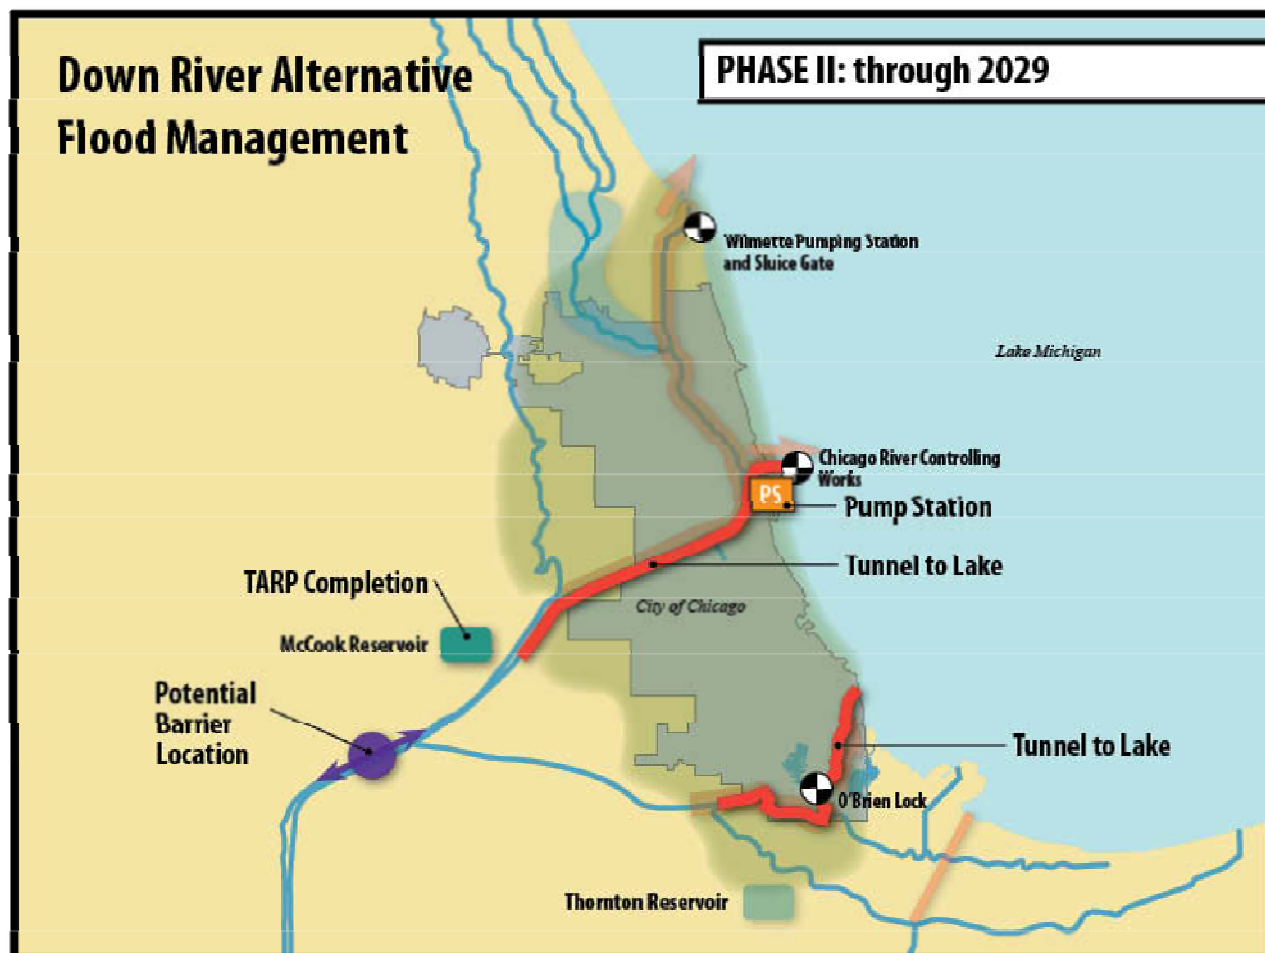 Down River Alternative
Flood Management
PHASE II: through 2029
Wilmette Pumping Station
and Sluice Gate
Lake Michigan
Chicago River Controlling
Works
PS
Pump Station
Tunnel to Lake
TARP Completion
City of Chicago
McCook Reservoir
Potential
Barrier
Location
Tunnel to Lake
O'Brien Lock
Thornton Reservoir